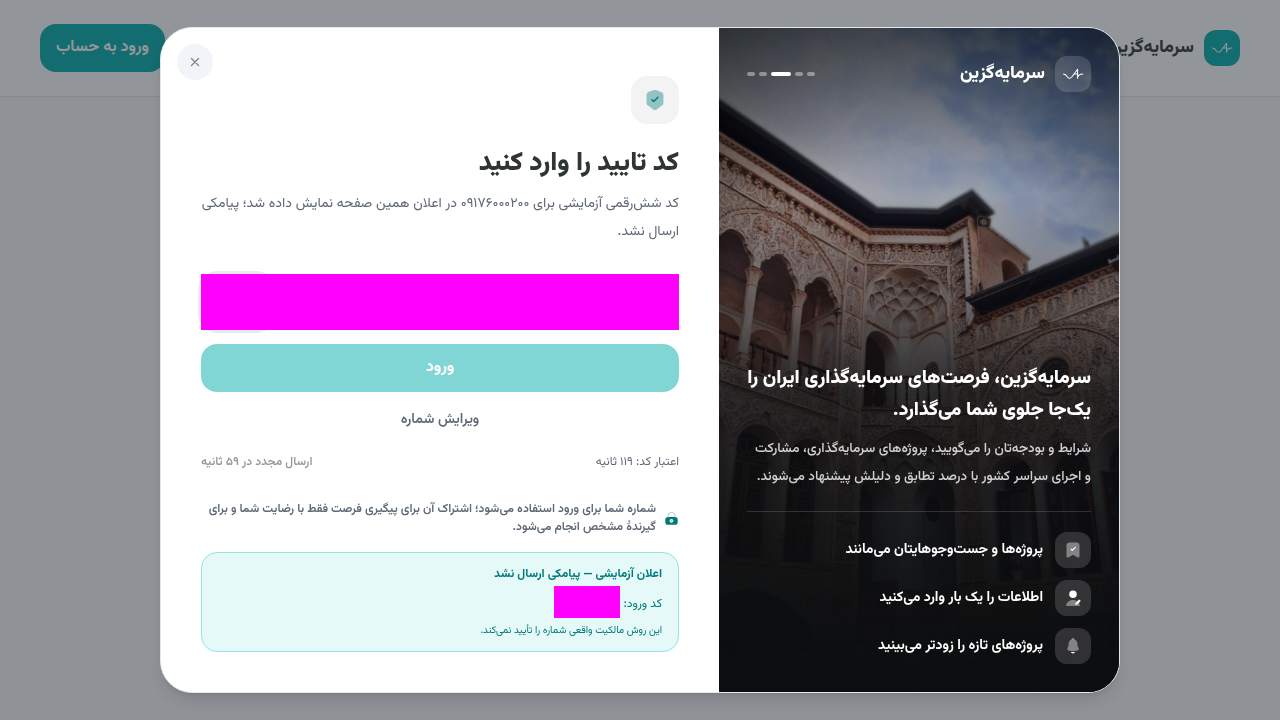 سرمایه‌گزین
ورود به حساب
سرمایه‌گزین
سرمایه‌گزین، فرصت‌های سرمایه‌گذاری ایران را
یک‌جا جلوی شما می‌گذارد.
شرایط و بودجه‌تان را می‌گویید، پروژه‌های سرمایه‌گذاری، مشارکت
و اجرای سراسر کشور با درصد تطابق و دلیلش پیشنهاد می‌شوند.
پروژه‌ها و جست‌وجوهایتان می‌مانند
اطلاعات را یک بار وارد می‌کنید
پروژه‌های تازه را زودتر می‌بینید
کد تایید را وارد کنید
کد شش‌رقمی آزمایشی برای ۰۹۱۷۶۰۰۰۲۰۰ در اعلان همین صفحه نمایش داده شد؛ پیامکی
ارسال نشد.
ورود
ویرایش شماره
اعتبار کد: ۱۱۹ ثانیه
ارسال مجدد در ۵۹ ثانیه
شماره شما برای ورود استفاده می‌شود؛ اشتراک آن برای پیگیری فرصت فقط با رضایت شما و برای
گیرندهٔ مشخص انجام می‌شود.
اعلان آزمایشی — پیامکی ارسال نشد
کد ورود:
این روش مالکیت واقعی شماره را تأیید نمی‌کند.